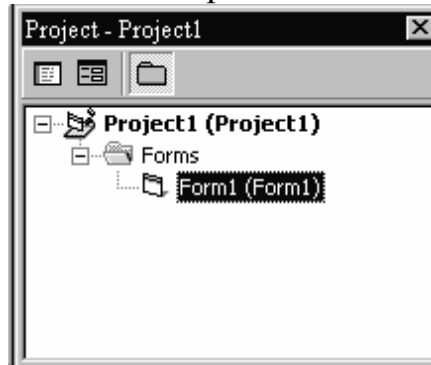 Project - Project1
Project1 (Project1)
Forms
Form1 (Form1)